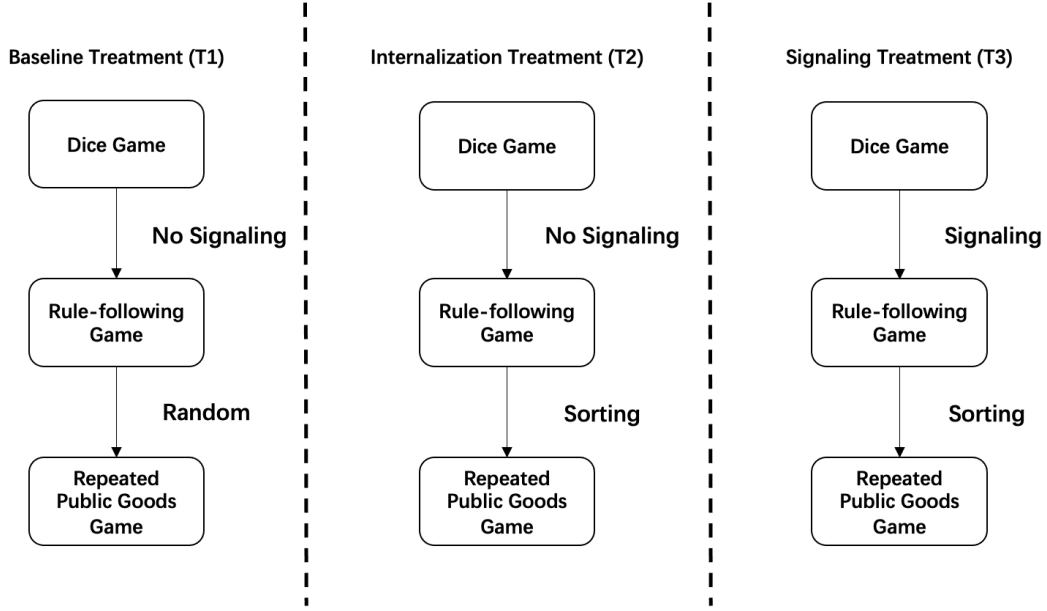 Baseline Treatment (T1)
Dice Game
No Signaling
Rule-following
Game
Random
Repeated
Public Goods
Game
Internalization Treatment (T2)
Dice Game
No Signaling
Rule-following
Game
Sorting
Repeated
Public Goods
Game
Signaling Treatment (T3)
Dice Game
Signaling
Rule-following
Game
Sorting
Repeated
Public Goods
Game